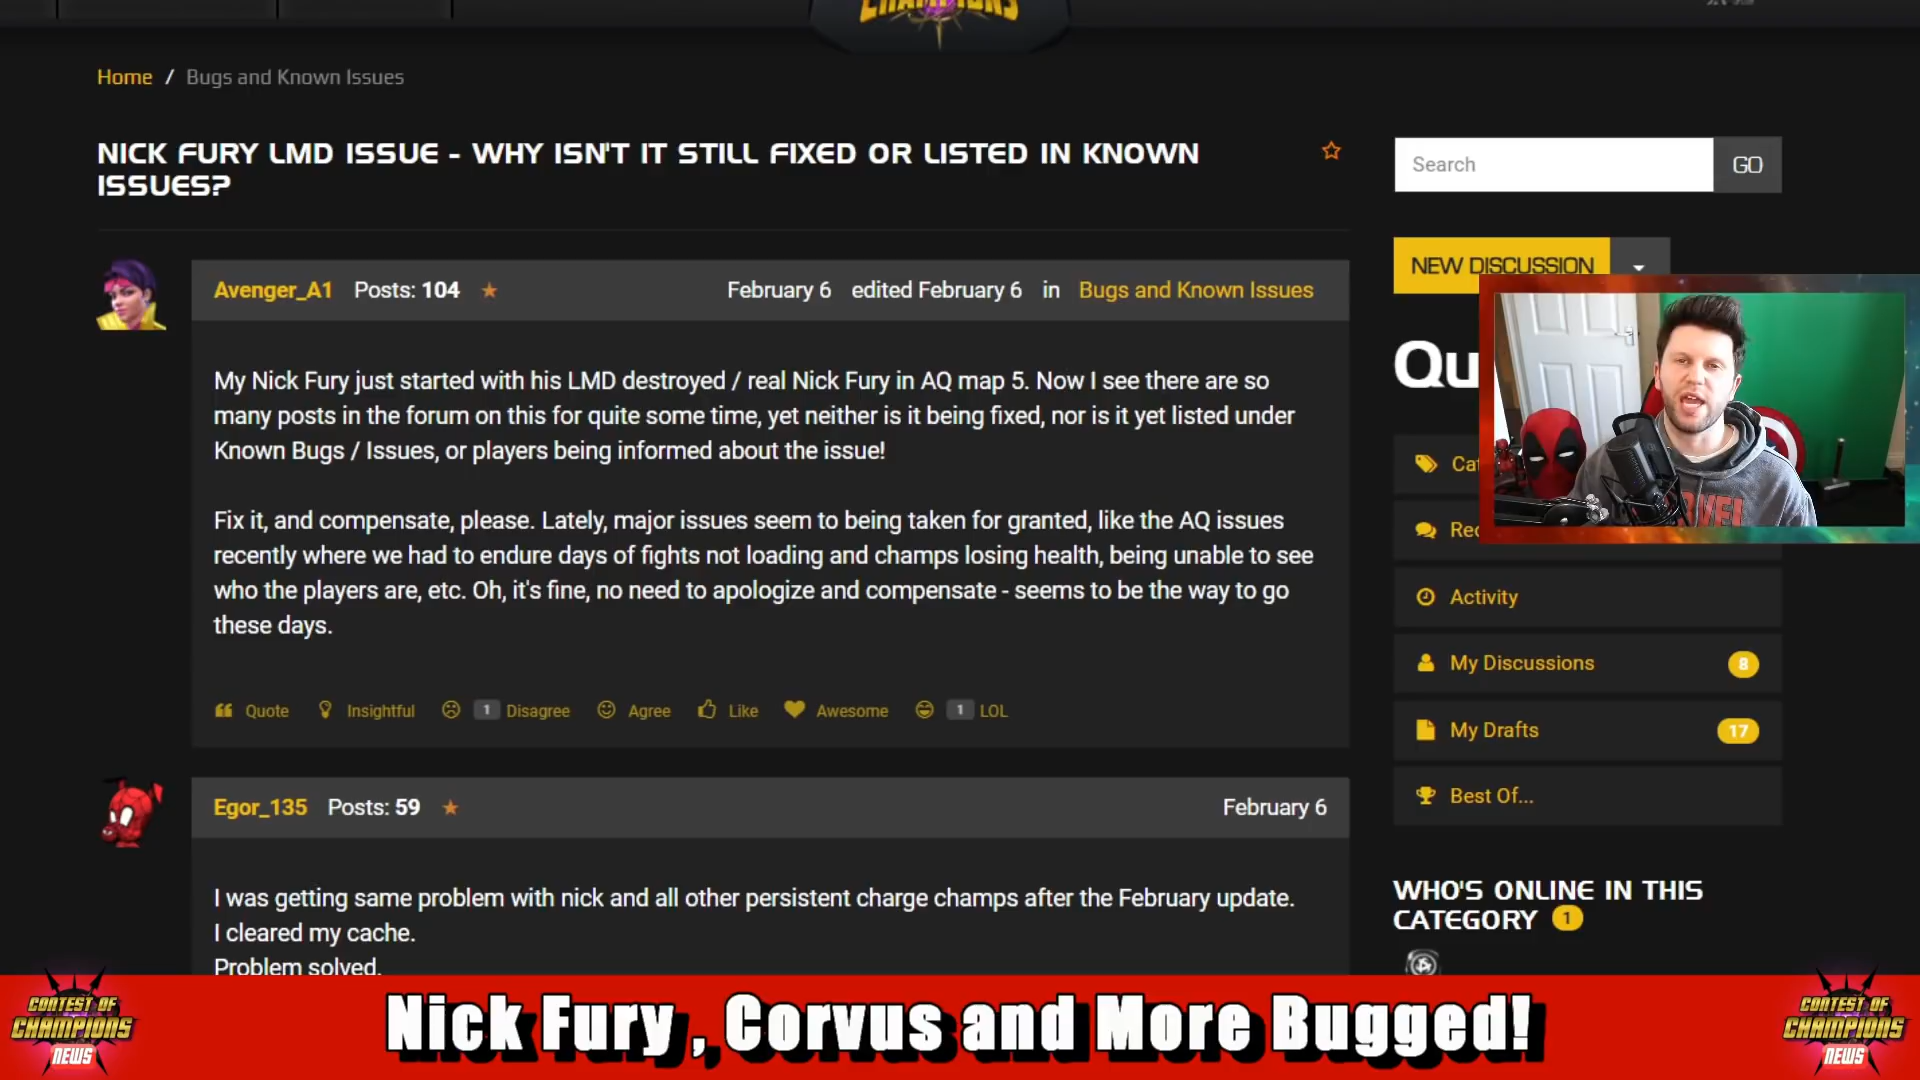 CHAMPIONS
Home / Bugs and Known Issues
NICK FURY LMD ISSUE - WHY ISN'T IT STILL FIXED OR LISTED IN KNOWN
ISSUES?
Search
GO
NEW DISCUSSION
Avenger_A1 Posts: 104 February 6 edited February 6 in Bugs and Known Issues
My Nick Fury just started with his LMD destroyed / real Nick Fury in AQ map 5. Now I see there are so
many posts in the forum on this for quite some time, yet neither is it being fixed, nor is it yet listed under
Known Bugs / Issues, or players being informed about the issue!
Fix it, and compensate, please. Lately, major issues seem to being taken for granted, like the AQ issues
recently where we had to endure days of fights not loading and champs losing health, being unable to see
who the players are, etc. Oh, it's fine, no need to apologize and compensate - seems to be the way to go
these days.
Quote Insightful 1 Disagree Agree Like Awesome 1 LOL
Egor_135 Posts: 59 February 6
I was getting same problem with nick and all other persistent charge champs after the February update.
I cleared my cache.
Problem solved.
Qu
Cat
Rec
Activity
My Discussions 8
My Drafts 17
Best Of...
WHO'S ONLINE IN THIS
CATEGORY 1
CONTEST OF
CHAMPIONS
NEWS
Nick Fury, Corvus and More Bugged!
CONTEST OF
CHAMPIONS
NEWS